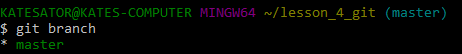 KATESATOR@KATES-COMPUTER MINGW64 ~/lesson_4_git (master)
$ git branch
* master